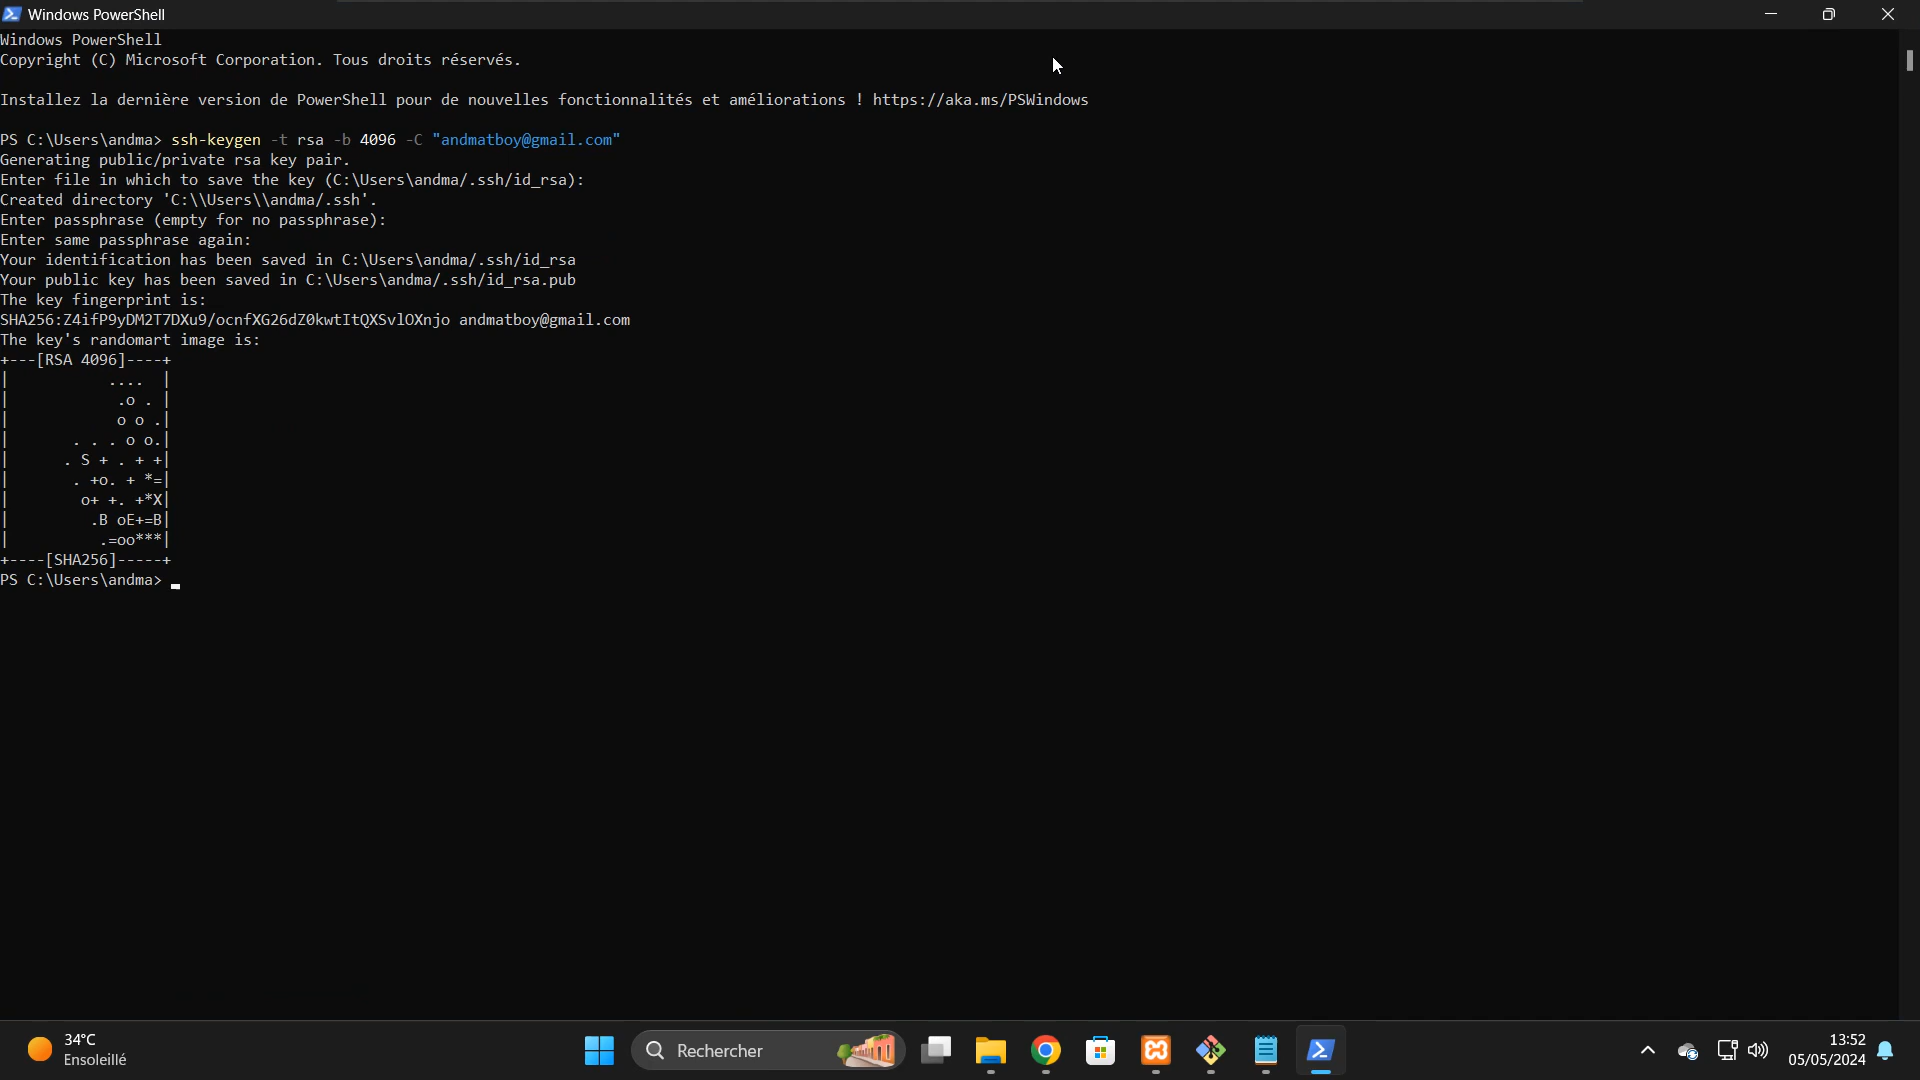 Windows PowerShell
Windows PowerShell
Copyright (C) Microsoft Corporation. Tous droits réservés.
Installez la dernière version de PowerShell pour de nouvelles fonctionnalités et améliorations ! https://aka.ms/PSWindows
PS C:\Users\andma> ssh-keygen -t rsa -b 4096 -C "andmatboy@gmail.com"
Generating public/private rsa key pair.
Enter file in which to save the key (C:\Users\andma/.ssh/id_rsa):
Created directory 'C:\\Users\\andma/.ssh'.
Enter passphrase (empty for no passphrase):
Enter same passphrase again:
Your identification has been saved in C:\Users\andma/.ssh/id_rsa
Your public key has been saved in C:\Users\andma/.ssh/id_rsa.pub
The key fingerprint is:
SHA256:Z4ifP9yDM2T7DXu9/ocnfXG26dZ0kwtItQXSvlOXnjo andmatboy@gmail.com
The key's randomart image is:
+---[RSA 4096]----+
|           ....  |
|            .o . |
|            o o .|
|       . . . o o.|
|      . S + . + +|
|       . +o. + *=|
|        o+ +. +*X|
|         .B oE+=B|
|          .=oo***|
+----[SHA256]-----+
PS C:\Users\andma>
34°C
Ensoleillé
Rechercher
13:52
05/05/2024